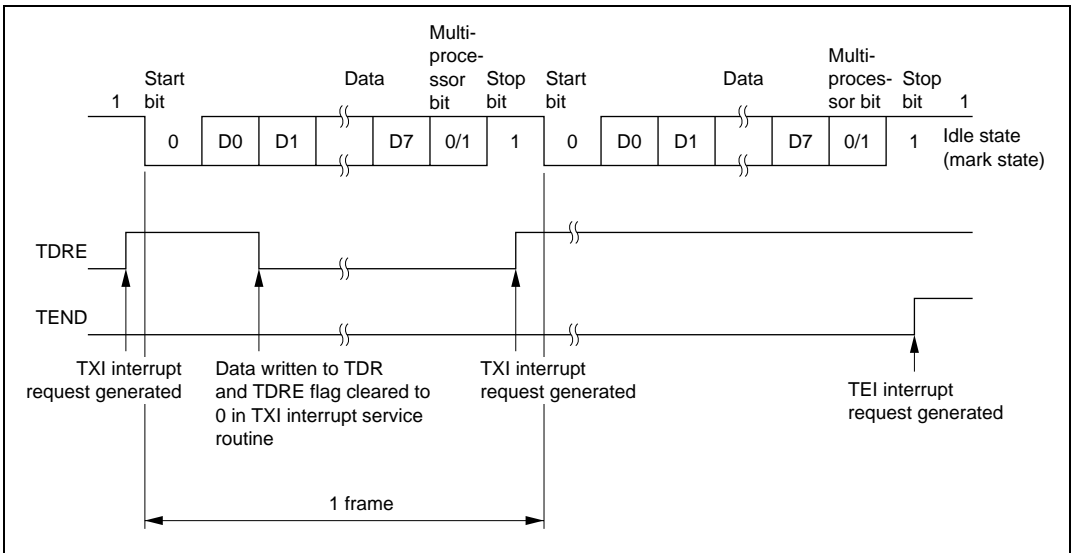 Multi-
proce-
ssor
bit
Start
bit
Data
Stop
bit
Start
bit
Data
Multi-
proces-
sor bit
Stop
bit
1
1
0
D0
D1
D7
0/1
1
0
D0
D1
D7
0/1
1
Idle state
(mark state)
TDRE
TEND
TXI interrupt
request generated
Data written to TDR
and TDRE flag cleared to
0 in TXI interrupt service
routine
TXI interrupt
request generated
TEI interrupt
request generated
1 frame